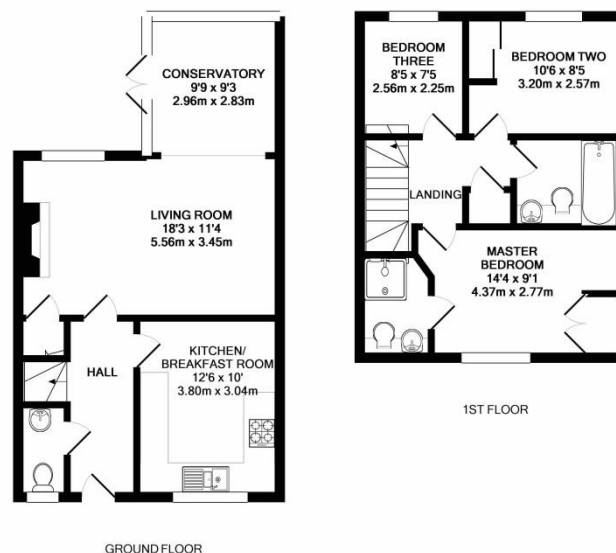 CONSERVATORY
9'9 x 9'3
2.96m x 2.83m
LIVING ROOM
18'3 x 11'4
5.56m x 3.45m
HALL
KITCHEN/
BREAKFAST ROOM
12'6 x 10'
3.80m x 3.04m
GROUND FLOOR
BEDROOM
THREE
8'5 x 7'5
2.56m x 2.25m
BEDROOM TWO
10'6 x 8'5
3.20m x 2.57m
LANDING
MASTER
BEDROOM
14'4 x 9'1
4.37m x 2.77m
1ST FLOOR